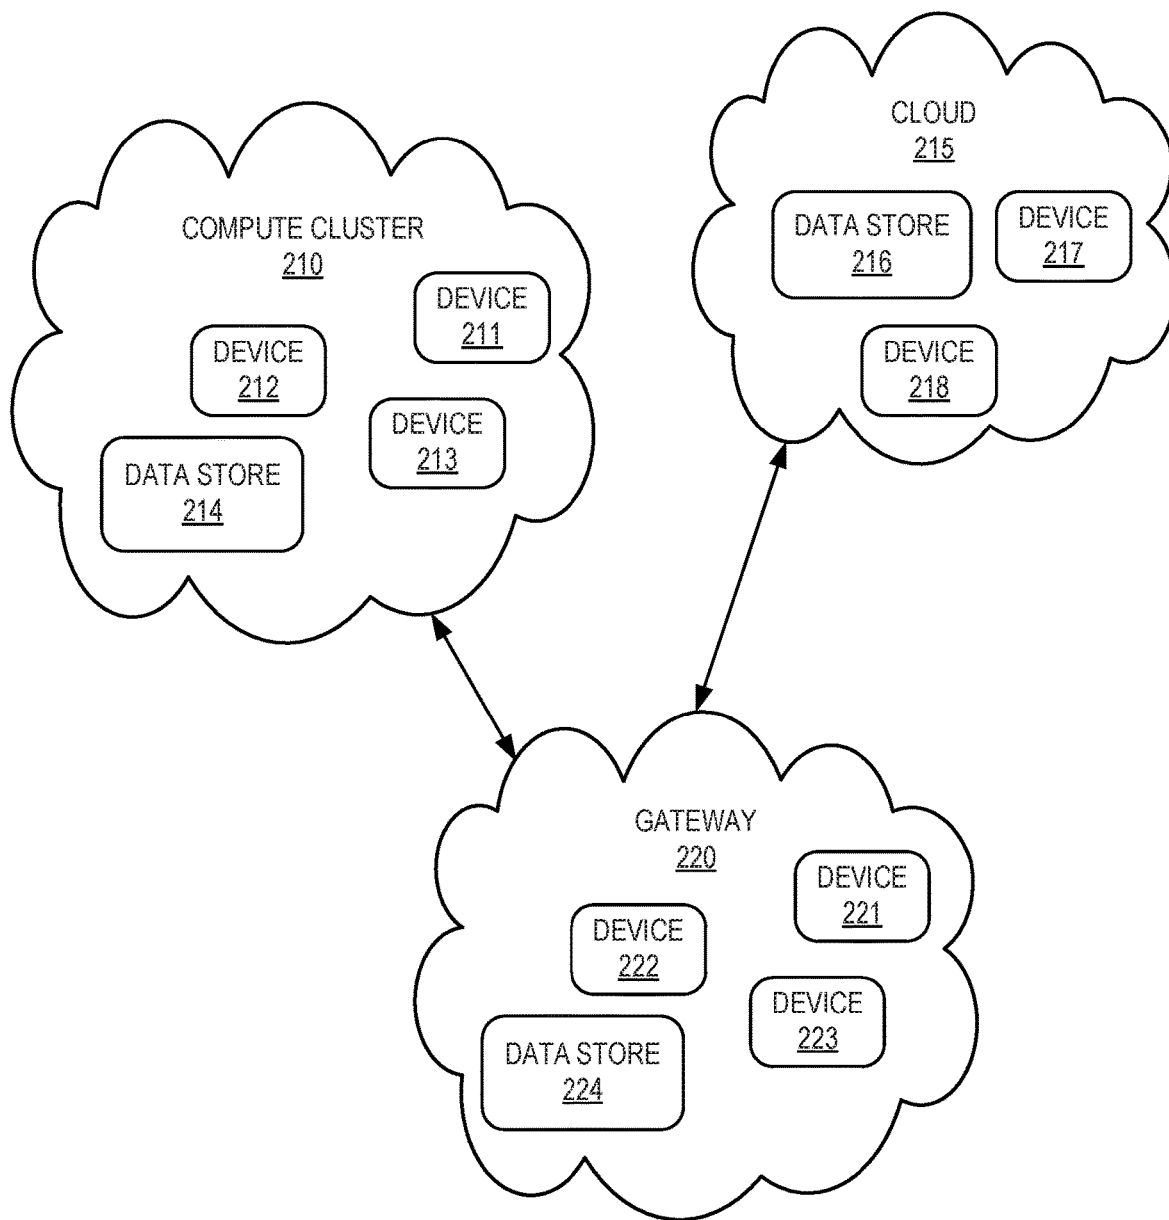 CLOUD
215
DATA STORE
216
DEVICE
217
DEVICE
218
COMPUTE CLUSTER
210
DEVICE
211
DEVICE
212
DEVICE
213
DATA STORE
214
GATEWAY
220
DEVICE
221
DEVICE
222
DEVICE
223
DATA STORE
224